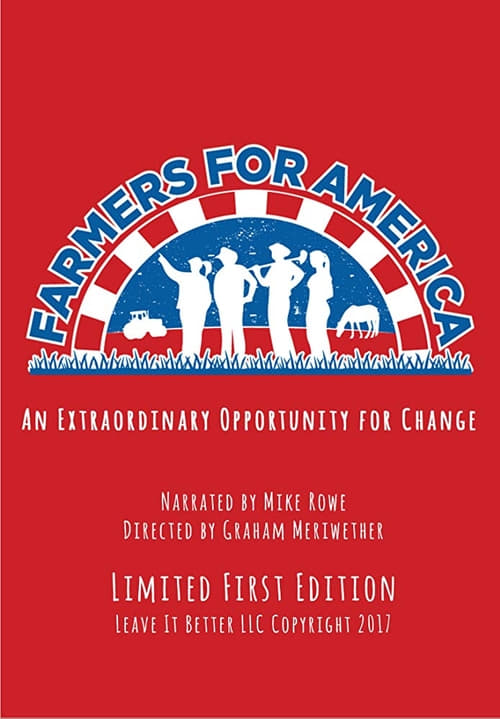 FARMERS FOR AMERICA
AN EXTRAORDINARY OPPORTUNITY FOR CHANGE
NARRATED BY MIKE ROWE
DIRECTED BY GRAHAM MERIWETHER
LIMITED FIRST EDITION
LEAVE IT BETTER LLC COPYRIGHT 2017